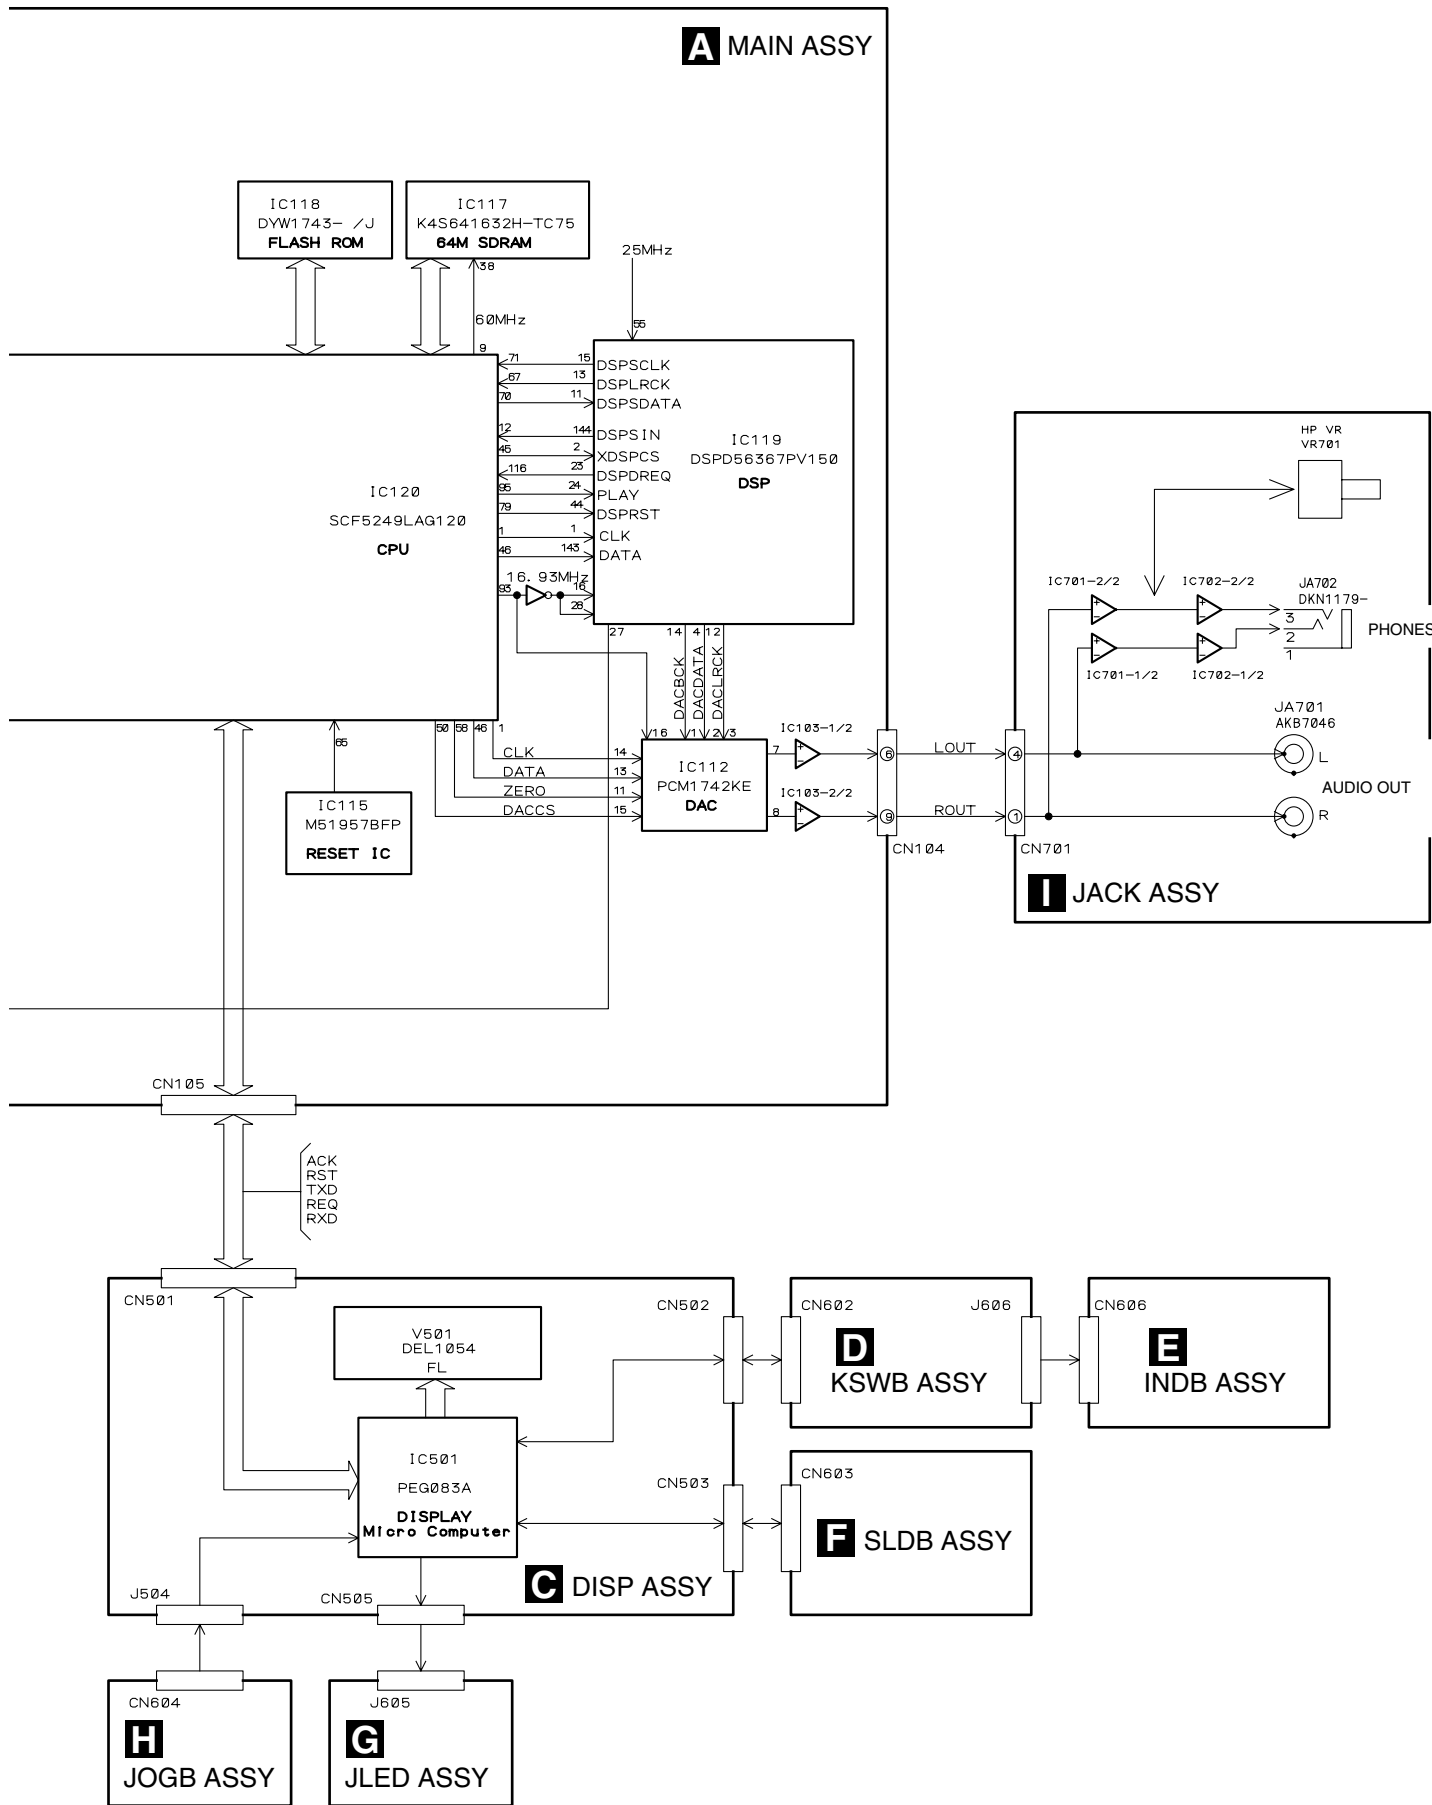 A MAIN ASSY
IC118
DYW1743- /J
FLASH ROM
IC117
K4S641632H-TC75
64M SDRAM
38
60MHz
9
25MHz
55
71 15 DSPSCLK
67 13 DSPLRCK
70 11 DSPSDATA
12 144 DSPSIN
45 2 XDSPCS
116 23 DSPDREQ
95 24 PLAY
79 44 DSPRST
1 1 CLK
46 143 DATA
16.93MHz
93 16
28
IC119
DSPD56367PV150
DSP
IC120
SCF5249LAG120
CPU
27 14 4 12
DACBCK
DACDATA
DACLRCK
16 1 2 3
65
50 58 46 1
CLK 14
DATA 13
ZERO 11
DACCS 15
IC112
PCM1742KE
DAC
7 IC103-1/2
8 IC103-2/2
6 LOUT 4
9 ROUT 1
CN104
CN701
IC115
M51957BFP
RESET IC
HP VR
VR701
IC701-2/2
IC702-2/2
IC701-1/2
IC702-1/2
JA702
DKN1179-
3
2
1
PHONES
JA701
AKB7046
L
AUDIO OUT
R
I JACK ASSY
CN105
ACK
RST
TXD
REQ
RXD
CN501
V501
DEL1054
FL
IC501
PEG083A
DISPLAY
Micro Computer
CN502
CN503
C DISP ASSY
J504
CN505
CN602
J606
D
KSWB ASSY
CN606
E
INDB ASSY
CN603
F SLDB ASSY
CN604
H
JOGB ASSY
J605
G
JLED ASSY